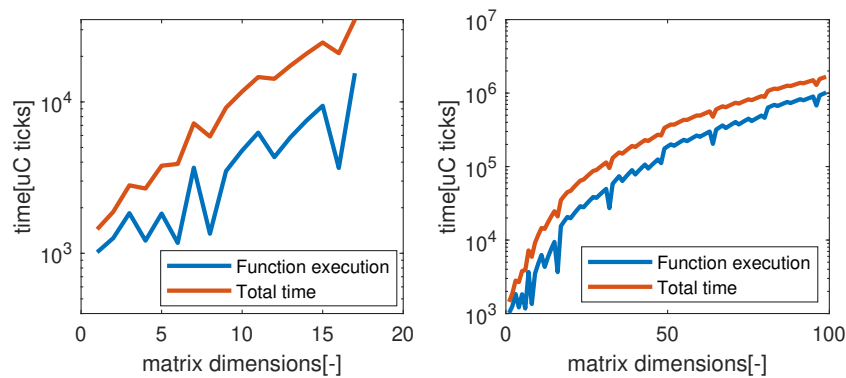 time[uC ticks]
10^4
10^3
0
5
10
15
20
matrix dimensions[-]
Function execution
Total time
time[uC ticks]
10^7
10^6
10^5
10^4
10^3
0
50
100
matrix dimensions[-]
Function execution
Total time